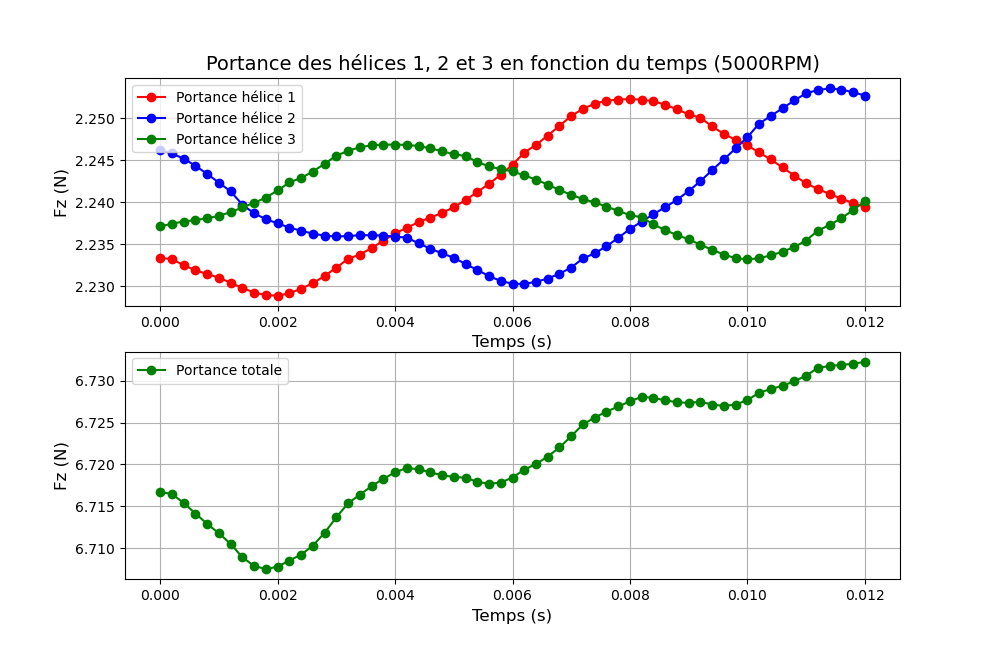 Portance des hélices 1, 2 et 3 en fonction du temps (5000RPM)
Portance hélice 1
Portance hélice 2
Portance hélice 3
2.250
2.245
2.240
2.235
2.230
Fz (N)
0.000 0.002 0.004 0.006 0.008 0.010 0.012
Temps (s)
Portance totale
6.730
6.725
6.720
6.715
6.710
Fz (N)
0.000 0.002 0.004 0.006 0.008 0.010 0.012
Temps (s)